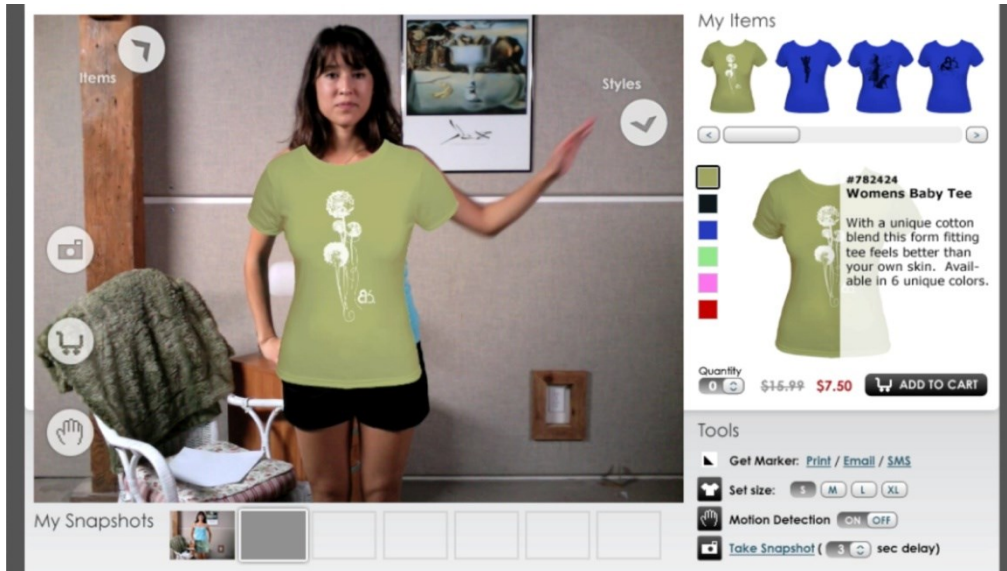 Items
Styles
My Items
#782424
Womens Baby Tee
With a unique cotton
blend this form fitting
tee feels better than
your own skin. Avail-
able in 6 unique colors.
Quantity
0
$15.99 $7.50 ADD TO CART
Tools
Get Marker: Print / Email / SMS
Set size: S M L XL
Motion Detection ON OFF
Take Snapshot ( 3 sec delay)
My Snapshots